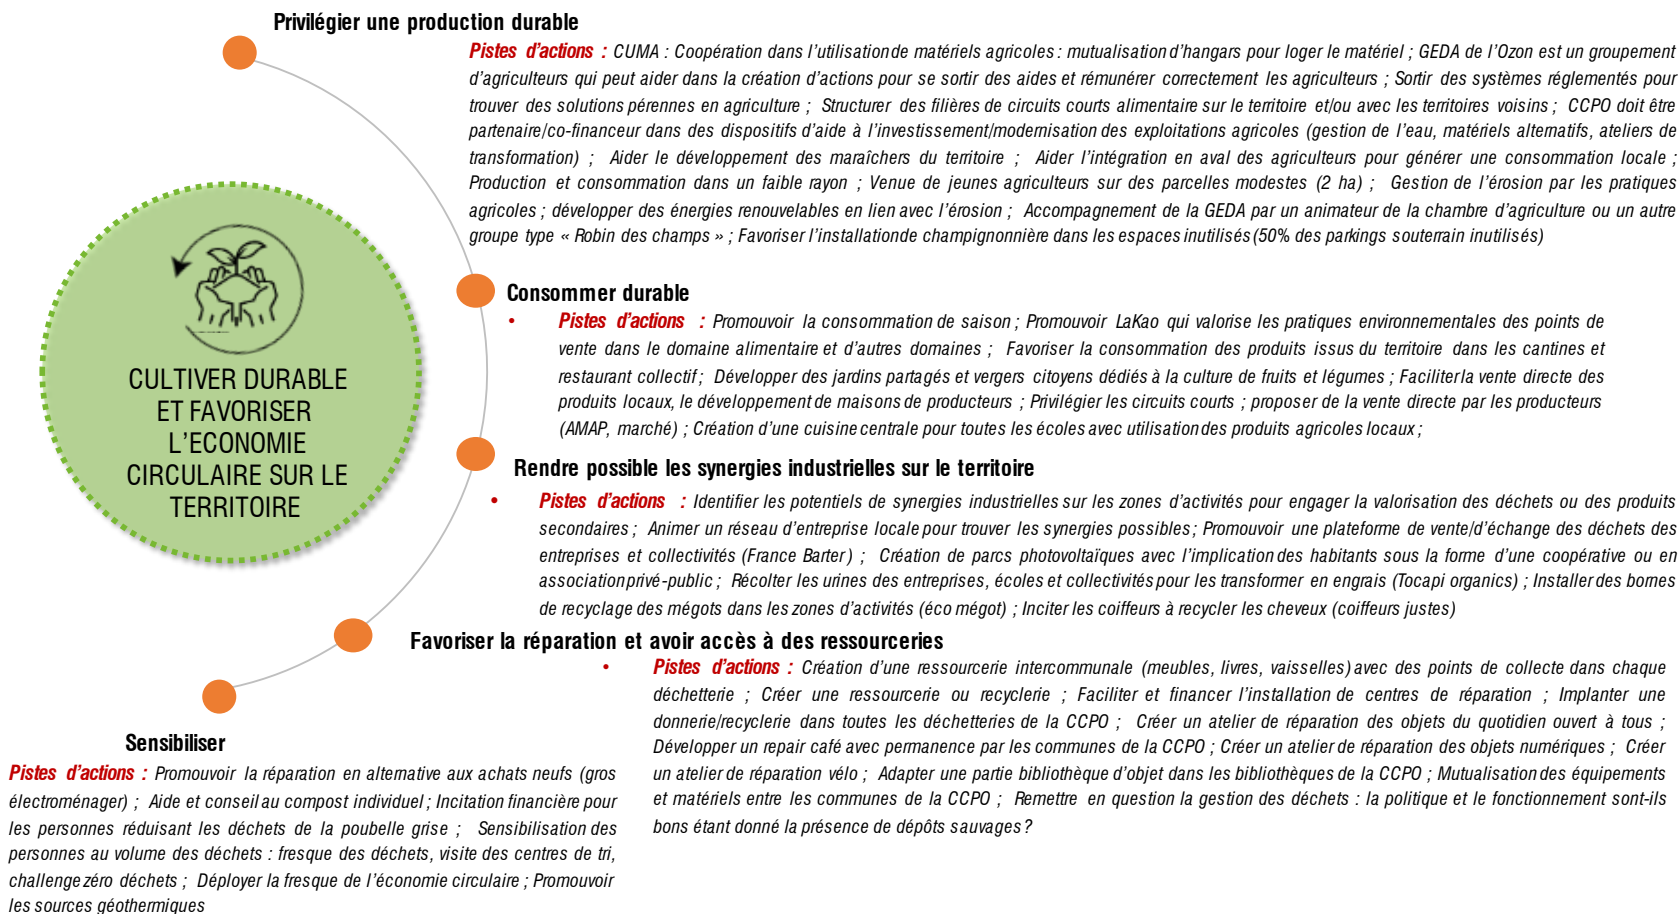 Privilégier une production durable
Pistes d'actions : CUMA : Coopération dans l'utilisation de matériels agricoles : mutualisation d'hangars pour loger le matériel ; GEDA de l'Ozon est un groupement
d'agriculteurs qui peut aider dans la création d'actions pour se sortir des aides et rémunérer correctement les agriculteurs ; Sortir des systèmes réglementés pour
trouver des solutions pérennes en agriculture ; Structurer des filières de circuits courts alimentaire sur le territoire et/ou avec les territoires voisins ; CCPO doit être
partenaire/co-financeur dans des dispositifs d'aide à l'investissement/modernisation des exploitations agricoles (gestion de l'eau, matériels alternatifs, ateliers de
transformation) ; Aider le développement des maraîchers du territoire ; Aider l'intégration en aval des agriculteurs pour générer une consommation locale ;
Production et consommation dans un faible rayon ; Venue de jeunes agriculteurs sur des parcelles modestes (2 ha) ; Gestion de l'érosion par les pratiques
agricoles ; développer des énergies renouvelables en lien avec l'érosion ; Accompagnement de la GEDA par un animateur de la chambre d'agriculture ou un autre
groupe type « Robin des champs » ; Favoriser l'installation de champignonnière dans les espaces inutilisés (50% des parkings souterrain inutilisés)
CULTIVER DURABLE
ET FAVORISER
L'ECONOMIE
CIRCULAIRE SUR LE
TERRITOIRE
Consommer durable
• Pistes d'actions : Promouvoir la consommation de saison ; Promouvoir LaKao qui valorise les pratiques environnementales des points de
vente dans le domaine alimentaire et d'autres domaines ; Favoriser la consommation des produits issus du territoire dans les cantines et
restaurant collectif ; Développer des jardins partagés et vergers citoyens dédiés à la culture de fruits et légumes ; Faciliter la vente directe des
produits locaux, le développement de maisons de producteurs ; Privilégier les circuits courts ; proposer de la vente directe par les producteurs
(AMAP, marché) ; Création d'une cuisine centrale pour toutes les écoles avec utilisation des produits agricoles locaux ;
Rendre possible les synergies industrielles sur le territoire
• Pistes d'actions : Identifier les potentiels de synergies industrielles sur les zones d'activités pour engager la valorisation des déchets ou des produits
secondaires ; Animer un réseau d'entreprise locale pour trouver les synergies possibles ; Promouvoir une plateforme de vente/d'échange des déchets des
entreprises et collectivités (France Barter) ; Création de parcs photovoltaïques avec l'implication des habitants sous la forme d'une coopérative ou en
association privé-public ; Récolter les urines des entreprises, écoles et collectivités pour les transformer en engrais (Tocapi organics) ; Installer des bornes
de recyclage des mégots dans les zones d'activités (éco mégot) ; Inciter les coiffeurs à recycler les cheveux (coiffeurs justes)
Favoriser la réparation et avoir accès à des ressourceries
• Pistes d'actions : Création d'une ressourcerie intercommunale (meubles, livres, vaisselles) avec des points de collecte dans chaque
déchetterie ; Créer une ressourcerie ou recyclerie ; Faciliter et financer l'installation de centres de réparation ; Implanter une
donnerie/recyclerie dans toutes les déchetteries de la CCPO ; Créer un atelier de réparation des objets du quotidien ouvert à tous ;
Développer un repair café avec permanence par les communes de la CCPO ; Créer un atelier de réparation des objets numériques ; Créer
un atelier de réparation vélo ; Adapter une partie bibliothèque d'objet dans les bibliothèques de la CCPO ; Mutualisation des équipements
et matériels entre les communes de la CCPO ; Remettre en question la gestion des déchets : la politique et le fonctionnement sont-ils
bons étant donné la présence de dépôts sauvages ?
Sensibiliser
Pistes d'actions : Promouvoir la réparation en alternative aux achats neufs (gros
électroménager) ; Aide et conseil au compost individuel ; Incitation financière pour
les personnes réduisant les déchets de la poubelle grise ; Sensibilisation des
personnes au volume des déchets : fresque des déchets, visite des centres de tri,
challenge zéro déchets ; Déployer la fresque de l'économie circulaire ; Promouvoir
les sources géothermiques